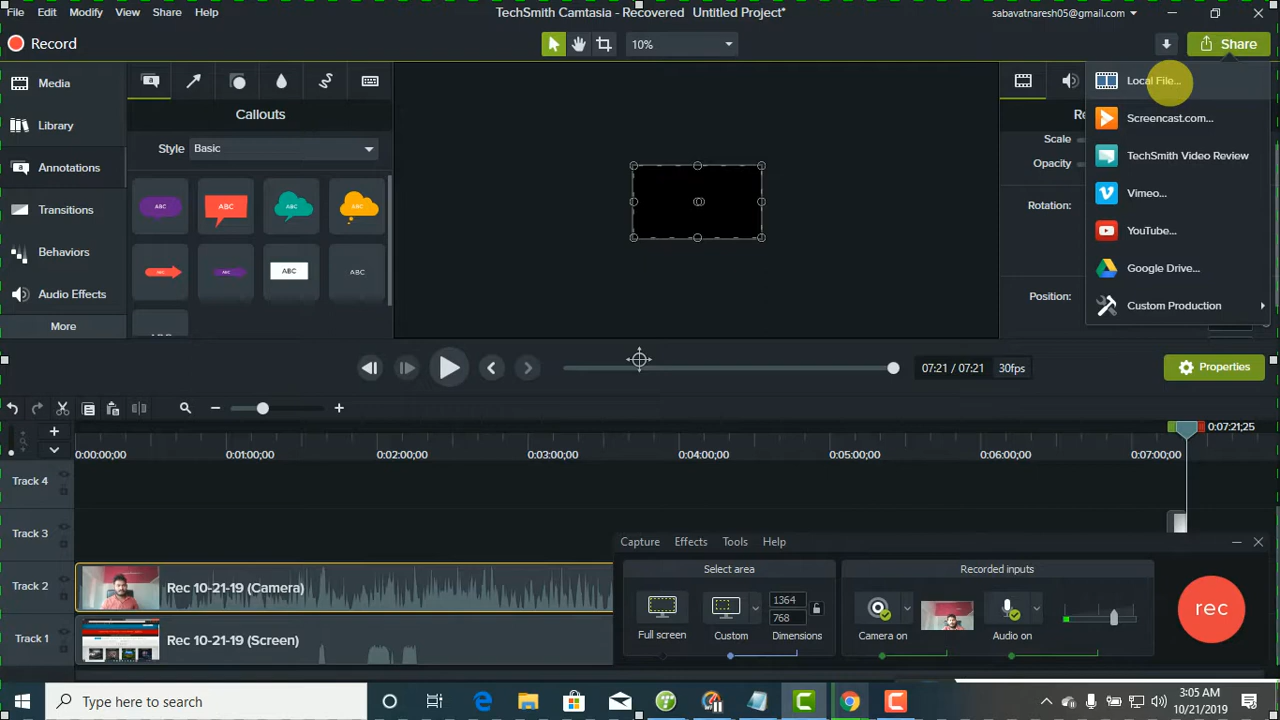 File Edit Modify View Share Help
TechSmith Camtasia - Recovered Untitled Project*
sabavatnaresh05@gmail.com
Record
10%
Share
Media
Library
Annotations
Transitions
Behaviors
Audio Effects
More
Callouts
Style Basic
ABC ABC ABC ABC
ABC ABC ABC ABC
Re
Scale
Opacity
Rotation:
Position:
Local File...
Screencast.com...
TechSmith Video Review
Vimeo...
YouTube...
Google Drive...
Custom Production
07:21 / 07:21 30fps
Properties
0:07:21;25
0:00:00;00 0:01:00;00 0:02:00;00 0:03:00;00 0:04:00;00 0:05:00;00 0:06:00;00 0:07:00;00
Track 4
Track 3
Track 2
Rec 10-21-19 (Camera)
Track 1
Rec 10-21-19 (Screen)
Capture Effects Tools Help
Select area
Recorded inputs
Full screen
Custom
1364
768
Dimensions
Camera on
Audio on
rec
Type here to search
3:05 AM
10/21/2019